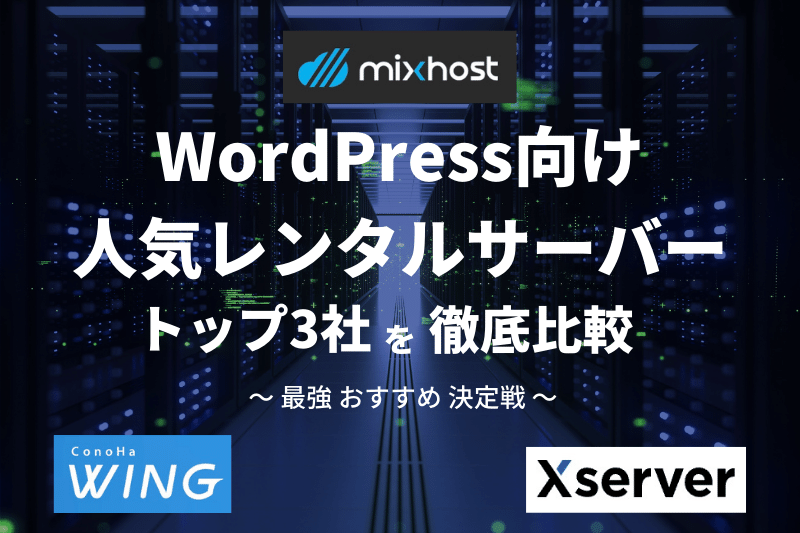 mixhost
WordPress向け
人気レンタルサーバー
トップ3社 を 徹底比較
〜 最強 おすすめ 決定戦 〜
ConoHa
WING
Xserver